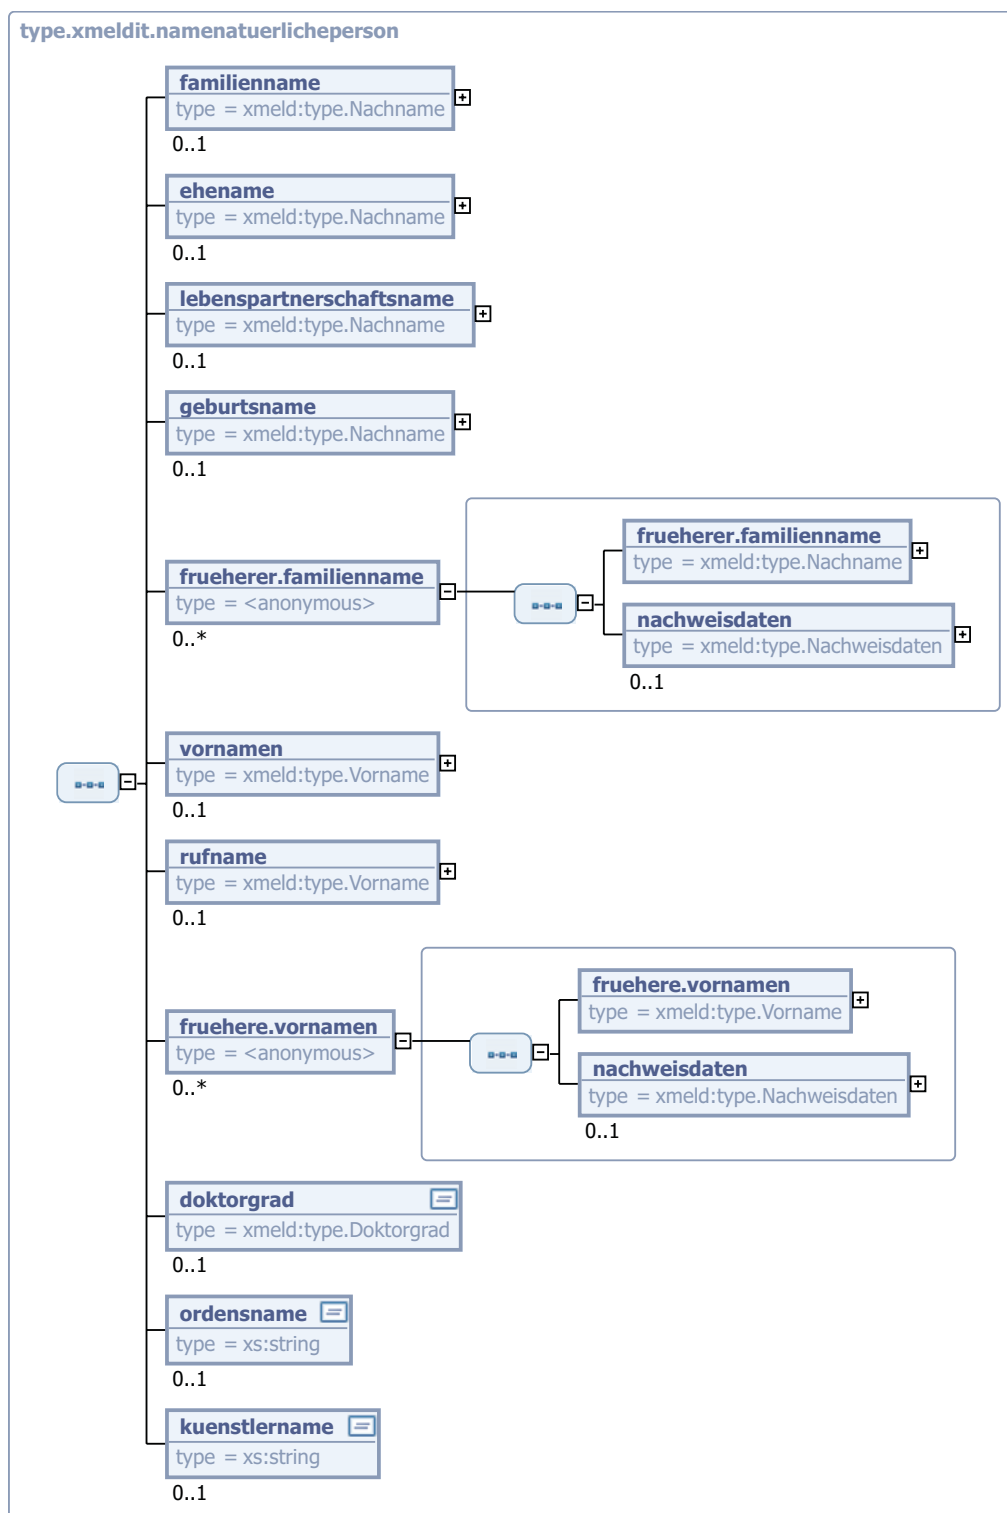 type.xmeldit.namenatuerlicheperson
familienname
type = xmeld:type.Nachname
0..1
ehename
type = xmeld:type.Nachname
0..1
lebenspartnerschaftsname
type = xmeld:type.Nachname
0..1
geburtsname
type = xmeld:type.Nachname
0..1
frueherer.familienname
type = <anonymous>
0..*
frueherer.familienname
type = xmeld:type.Nachname
nachweisdaten
type = xmeld:type.Nachweisdaten
0..1
vornamen
type = xmeld:type.Vorname
0..1
rufname
type = xmeld:type.Vorname
0..1
fruehere.vornamen
type = <anonymous>
0..*
fruehere.vornamen
type = xmeld:type.Vorname
nachweisdaten
type = xmeld:type.Nachweisdaten
0..1
doktorgrad
type = xmeld:type.Doktorgrad
0..1
ordensname
type = xs:string
0..1
kuenstlername
type = xs:string
0..1